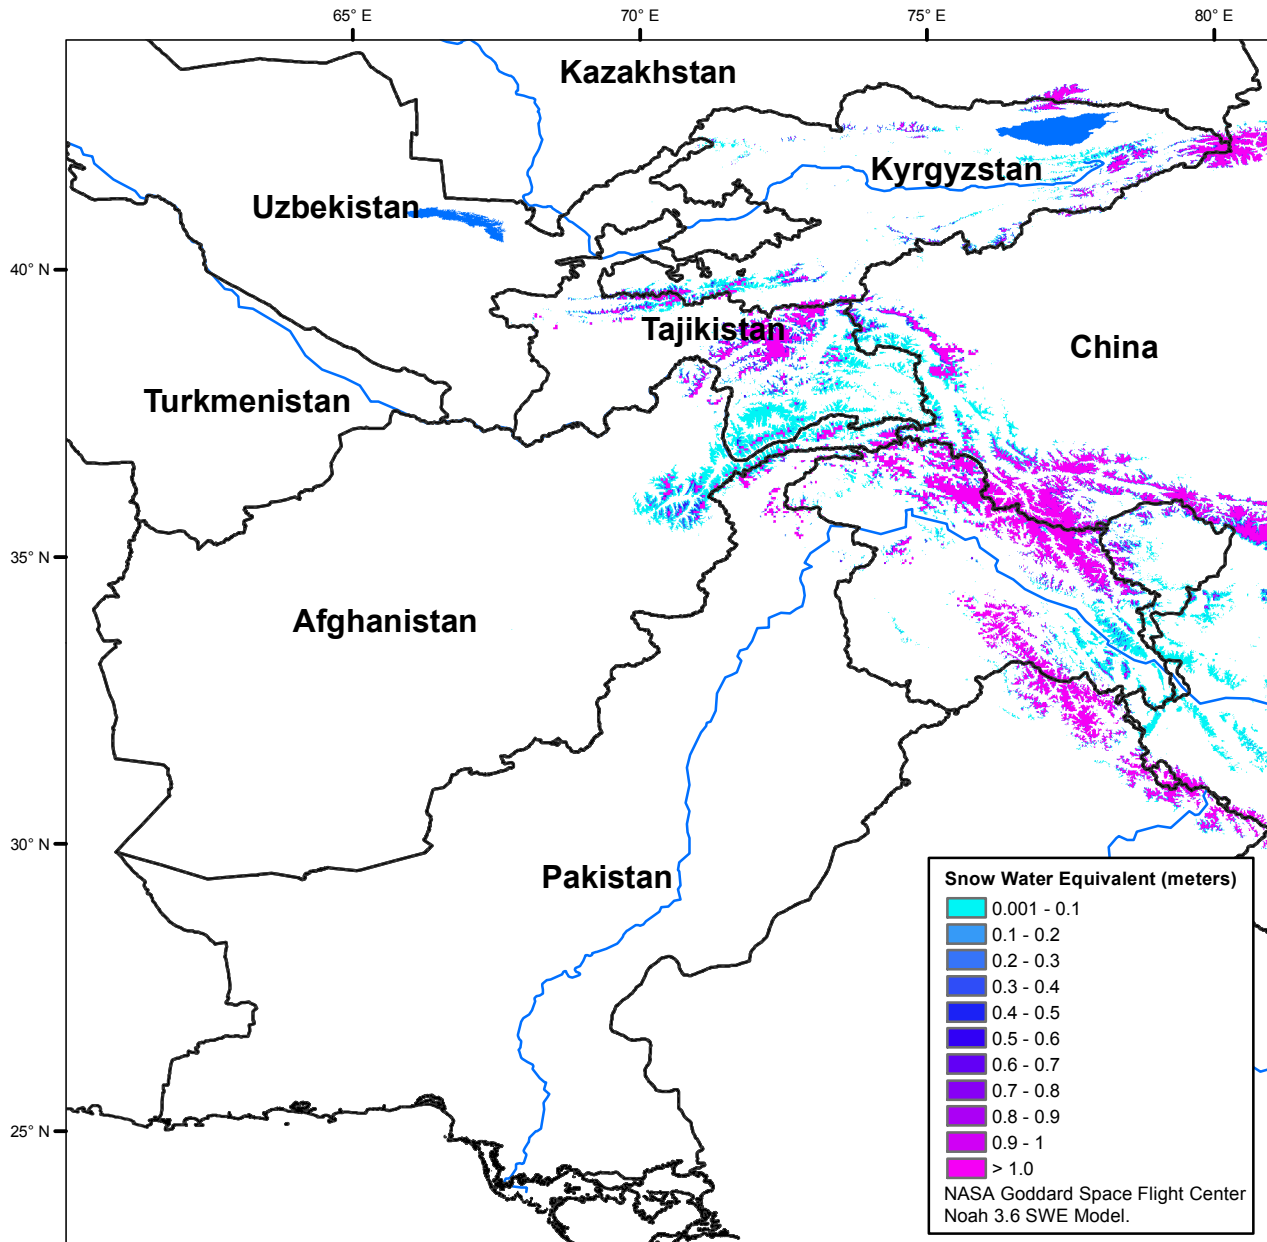 65° E
70° E
75° E
80° E
Kazakhstan
Kyrgyzstan
Uzbekistan
40° N
Tajikistan
China
Turkmenistan
35° N
Afghanistan
30° N
Pakistan
25° N
Snow Water Equivalent (meters)
0.001 - 0.1
0.1 - 0.2
0.2 - 0.3
0.3 - 0.4
0.4 - 0.5
0.5 - 0.6
0.6 - 0.7
0.7 - 0.8
0.8 - 0.9
0.9 - 1
> 1.0
NASA Goddard Space Flight Center
Noah 3.6 SWE Model.